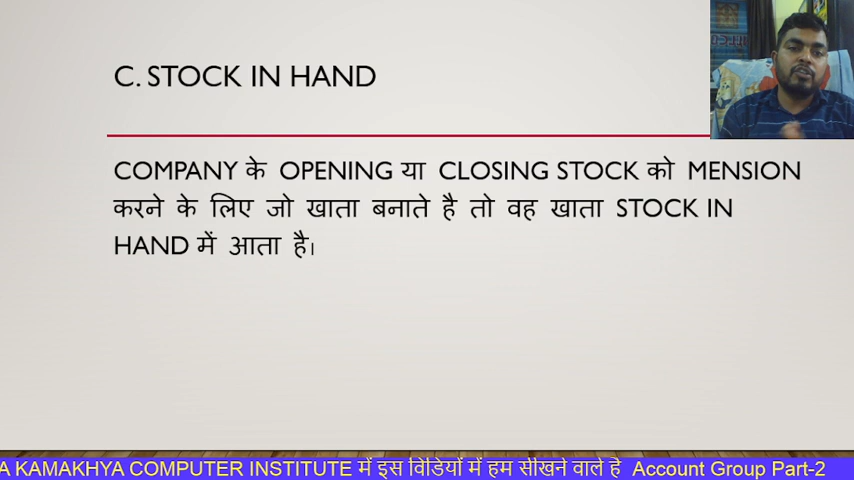 C. STOCK IN HAND
COMPANY के OPENING या CLOSING STOCK को MENSION
करने के लिए जो खाता बनाते है तो वह खाता STOCK IN
HAND में आता है।
A KAMAKHYA COMPUTER INSTITUTE में इस विडियों में हम सीखने वाले है Account Group Part-2